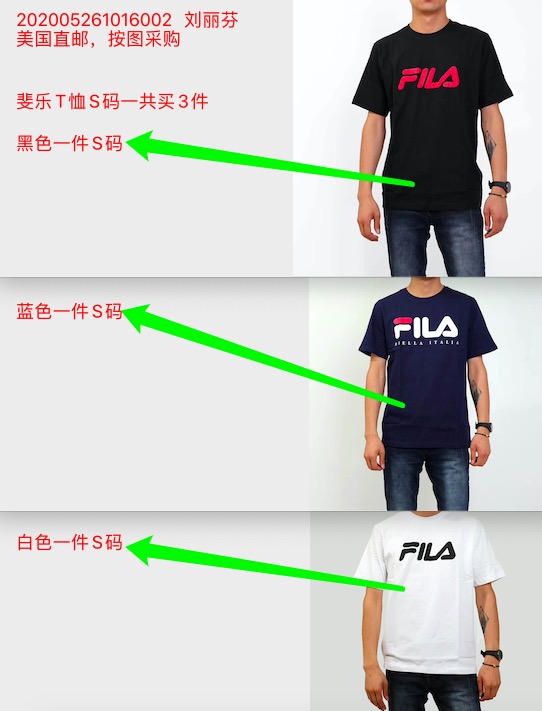 202005261016002 刘丽芬
美国直邮，按图采购
斐乐T恤S码一共买3件
黑色一件S码
FILA
蓝色一件S码
FILA
BIELLA ITALIA
白色一件S码
FILA